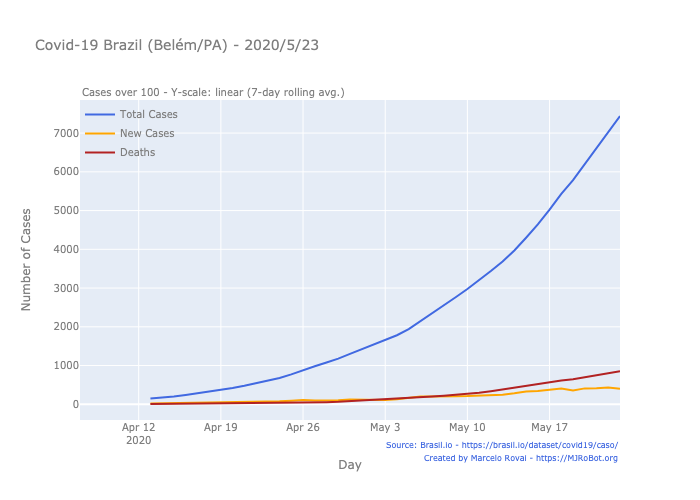 Covid-19 Brazil (Belém/PA) - 2020/5/23
Cases over 100 - Y-scale: linear (7-day rolling avg.)
Total Cases
New Cases
Deaths
7000
6000
5000
4000
3000
2000
1000
0
Number of Cases
Apr 12
2020
Apr 19
Apr 26
May 3
May 10
May 17
Day
Source: Brasil.io - https://brasil.io/dataset/covid19/caso/
Created by Marcelo Rovai - https://MJRoBot.org